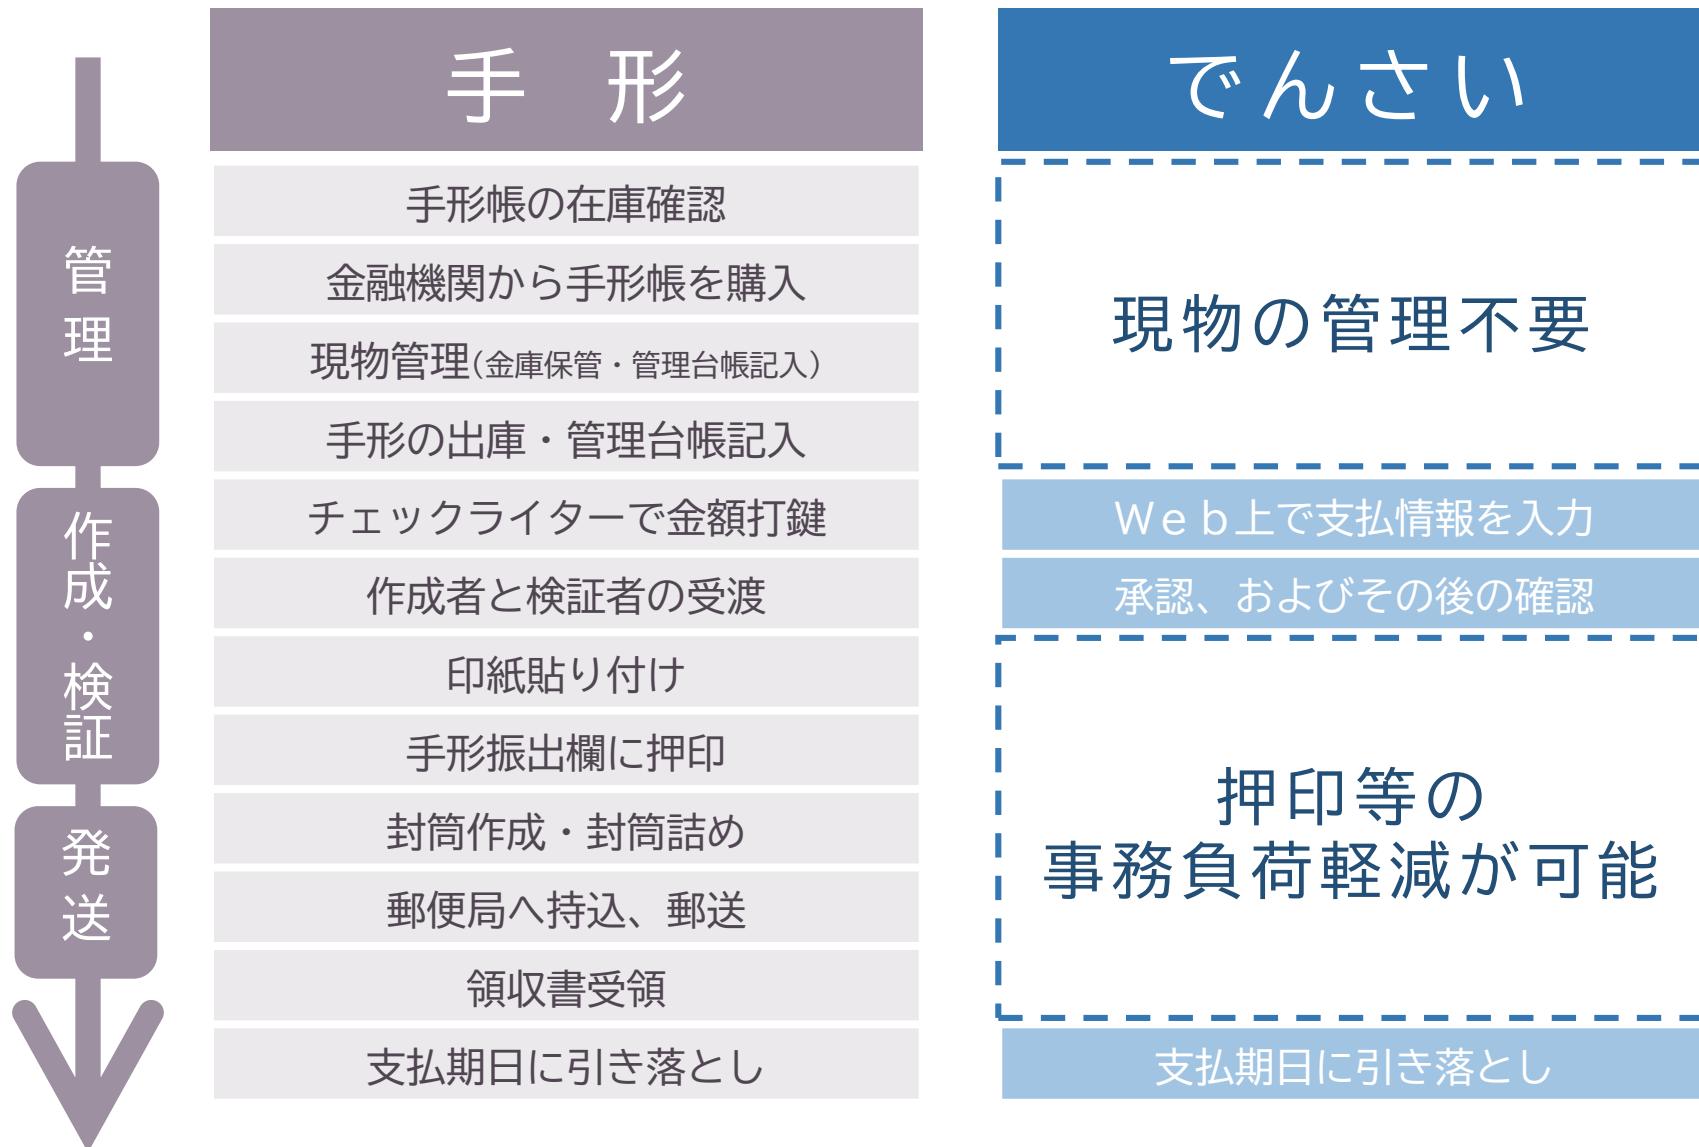 手　形
でんさい
管理
作成・検証
発送
手形帳の在庫確認
金融機関から手形帳を購入
現物管理(金庫保管・管理台帳記入)
手形の出庫・管理台帳記入
チェックライターで金額打鍵
作成者と検証者の受渡
印紙貼り付け
手形振出欄に押印
封筒作成・封筒詰め
郵便局へ持込、郵送
領収書受領
支払期日に引き落とし
現物の管理不要
Ｗｅｂ上で支払情報を入力
承認、およびその後の確認
押印等の
事務負荷軽減が可能
支払期日に引き落とし